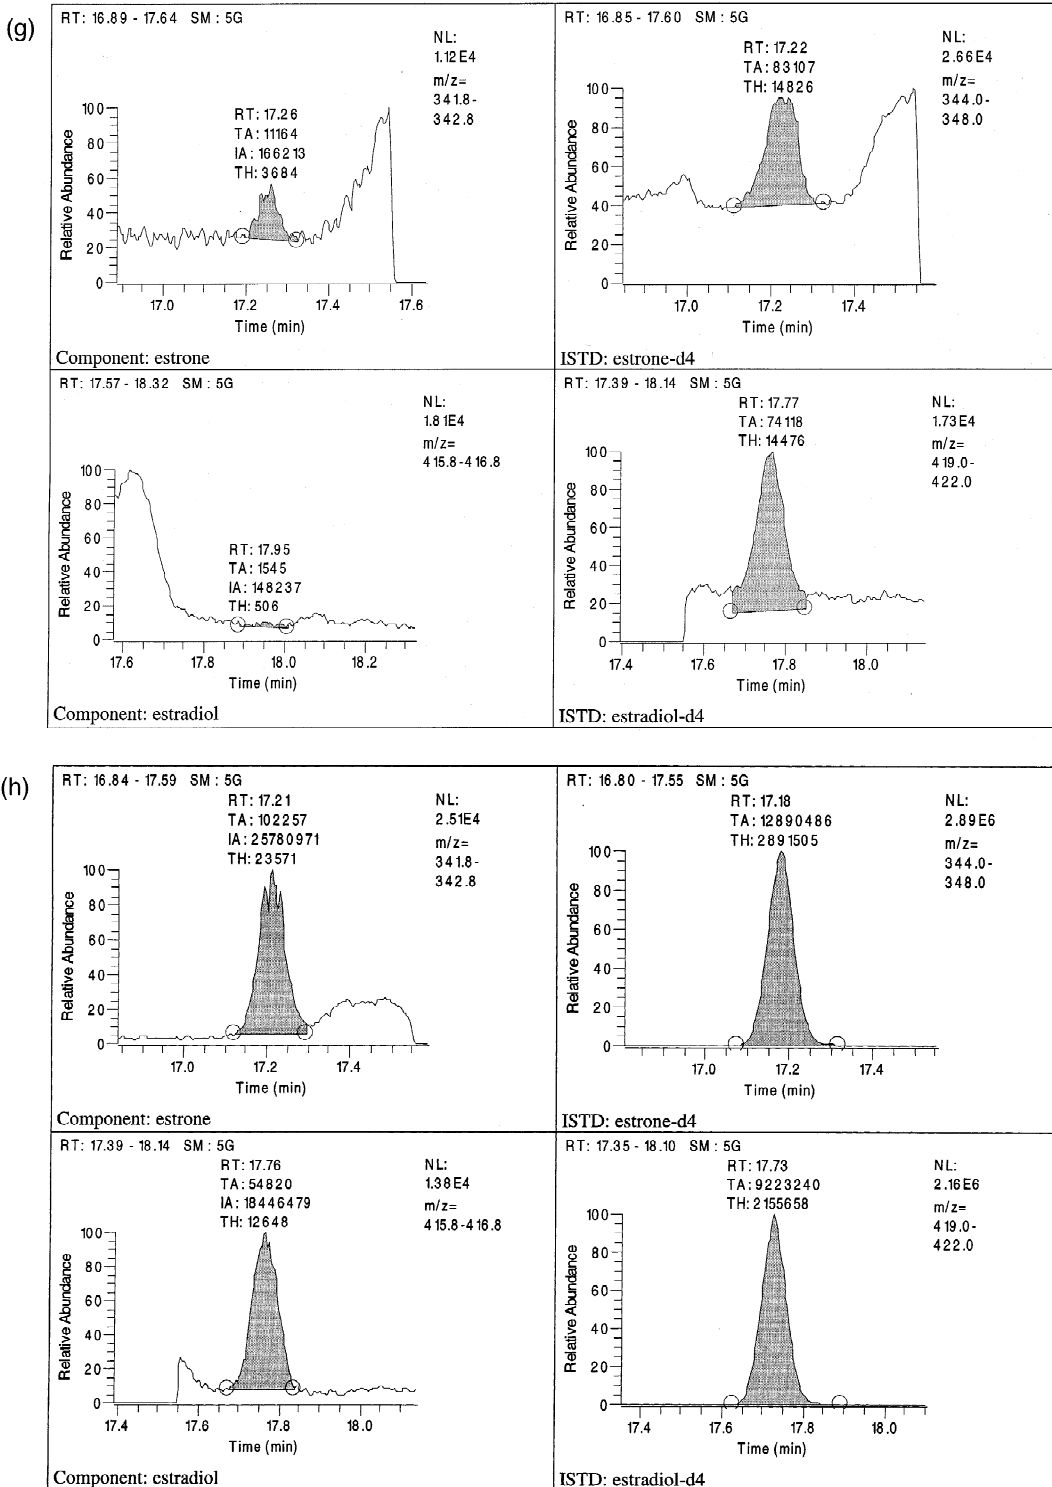 (g)
RT: 16.89 - 17.64 SM : 5G
NL:
1.12E4
m/z=
341.8-
342.8
RT: 17.26
TA: 11164
IA: 166213
TH: 3684
100
80
60
40
20
0
Relative Abundance
17.0 17.2 17.4 17.6
Time (min)
Component: estrone
RT: 16.85 - 17.60 SM : 5G
NL:
2.66E4
m/z=
344.0-
348.0
RT: 17.22
TA: 83107
TH: 14826
100
80
60
40
20
0
Relative Abundance
17.0 17.2 17.4
Time (min)
ISTD: estrone-d4
RT: 17.57 - 18.32 SM : 5G
NL:
1.81E4
m/z=
415.8-416.8
RT: 17.95
TA: 1545
IA: 148237
TH: 506
100
80
60
40
20
0
Relative Abundance
17.6 17.8 18.0 18.2
Time (min)
Component: estradiol
RT: 17.39 - 18.14 SM : 5G
NL:
1.73E4
m/z=
419.0-
422.0
RT: 17.77
TA: 74118
TH: 14476
100
80
60
40
20
0
Relative Abundance
17.4 17.6 17.8 18.0
Time (min)
ISTD: estradiol-d4
(h)
RT: 16.84 - 17.59 SM : 5G
NL:
2.51E4
m/z=
341.8-
342.8
RT: 17.21
TA: 102257
IA: 25780971
TH: 23571
100
80
60
40
20
0
Relative Abundance
17.0 17.2 17.4
Time (min)
Component: estrone
RT: 16.80 - 17.55 SM : 5G
NL:
2.89E6
m/z=
344.0-
348.0
RT: 17.18
TA: 12890486
TH: 2891505
100
80
60
40
20
0
Relative Abundance
17.0 17.2 17.4
Time (min)
ISTD: estrone-d4
RT: 17.39 - 18.14 SM : 5G
NL:
1.38E4
m/z=
415.8-416.8
RT: 17.76
TA: 54820
IA: 18446479
TH: 12648
100
80
60
40
20
0
Relative Abundance
17.4 17.6 17.8 18.0
Time (min)
Component: estradiol
RT: 17.35 - 18.10 SM : 5G
NL:
2.16E6
m/z=
419.0-
422.0
RT: 17.73
TA: 9223240
TH: 2155658
100
80
60
40
20
0
Relative Abundance
17.4 17.6 17.8 18.0
Time (min)
ISTD: estradiol-d4